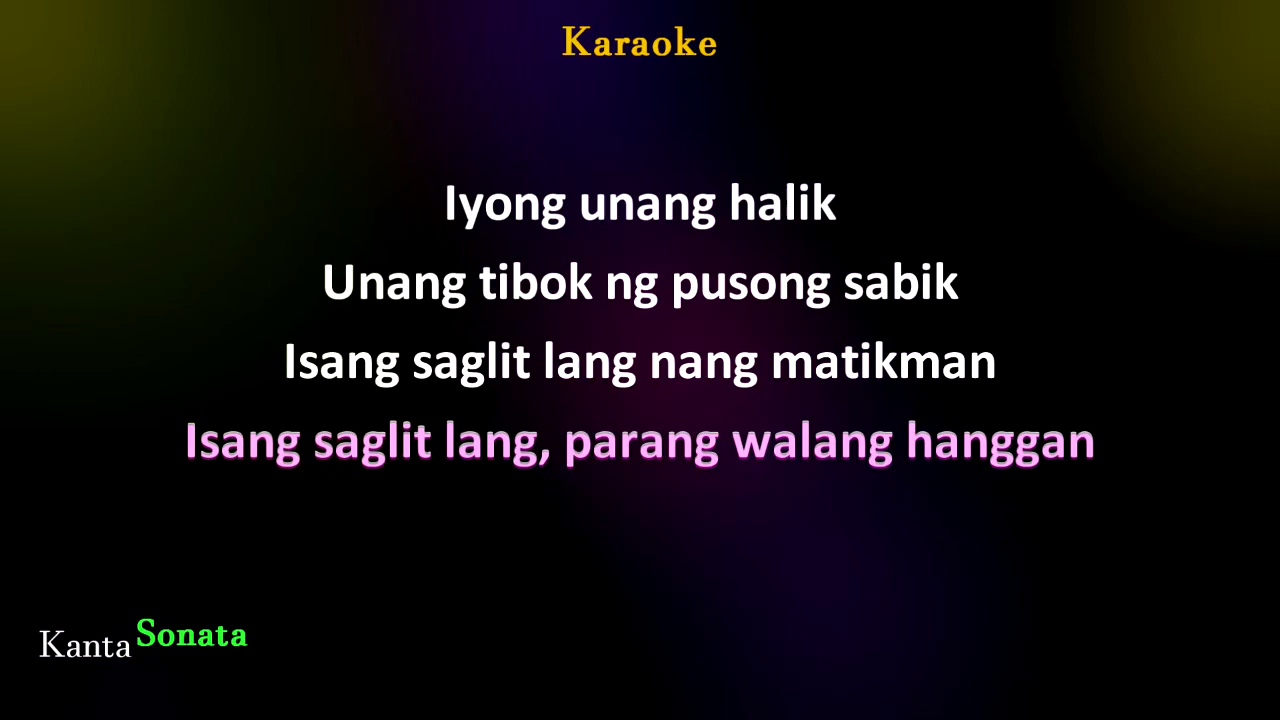 Karaoke
Iyong unang halik
Unang tibok ng pusong sabik
Isang saglit lang nang matikman
Isang saglit lang, parang walang hanggan
Kanta Sonata